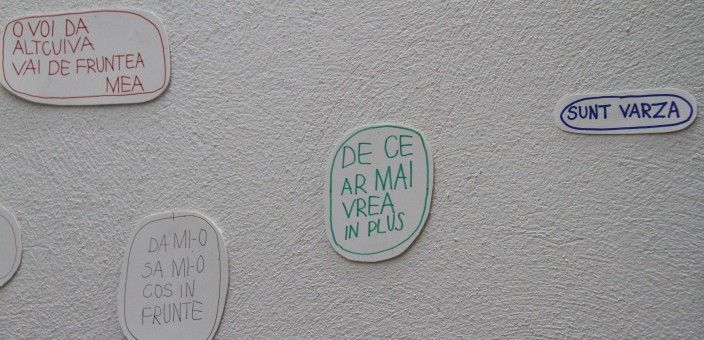 O VOI DA
ALTCUIVA
VAI DE FRUNTEA
MEA
SUNT VARZA
DE CE
AR MAI
VREA
IN PLUS
DA-MI-O
SA MI-O
COS IN
FRUNTE